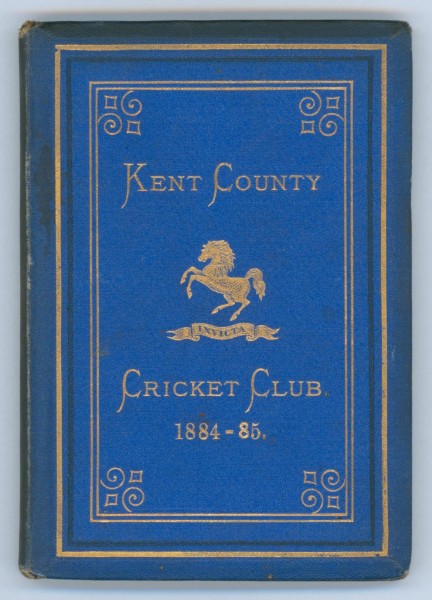 KENT COUNTY
INVICTA
CRICKET CLUB.
1884-85.